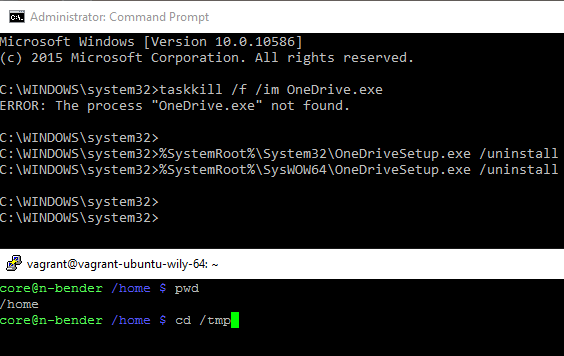 Administrator: Command Prompt
Microsoft Windows [Version 10.0.10586]
(c) 2015 Microsoft Corporation. All rights reserved.
C:\WINDOWS\system32>taskkill /f /im OneDrive.exe
ERROR: The process "OneDrive.exe" not found.
C:\WINDOWS\system32>
C:\WINDOWS\system32>%SystemRoot%\System32\OneDriveSetup.exe /uninstall
C:\WINDOWS\system32>%SystemRoot%\SysWOW64\OneDriveSetup.exe /uninstall
C:\WINDOWS\system32>
C:\WINDOWS\system32>
vagrant@vagrant-ubuntu-wily-64: ~
core@n-bender /home $ pwd
/home
core@n-bender /home $ cd /tmp